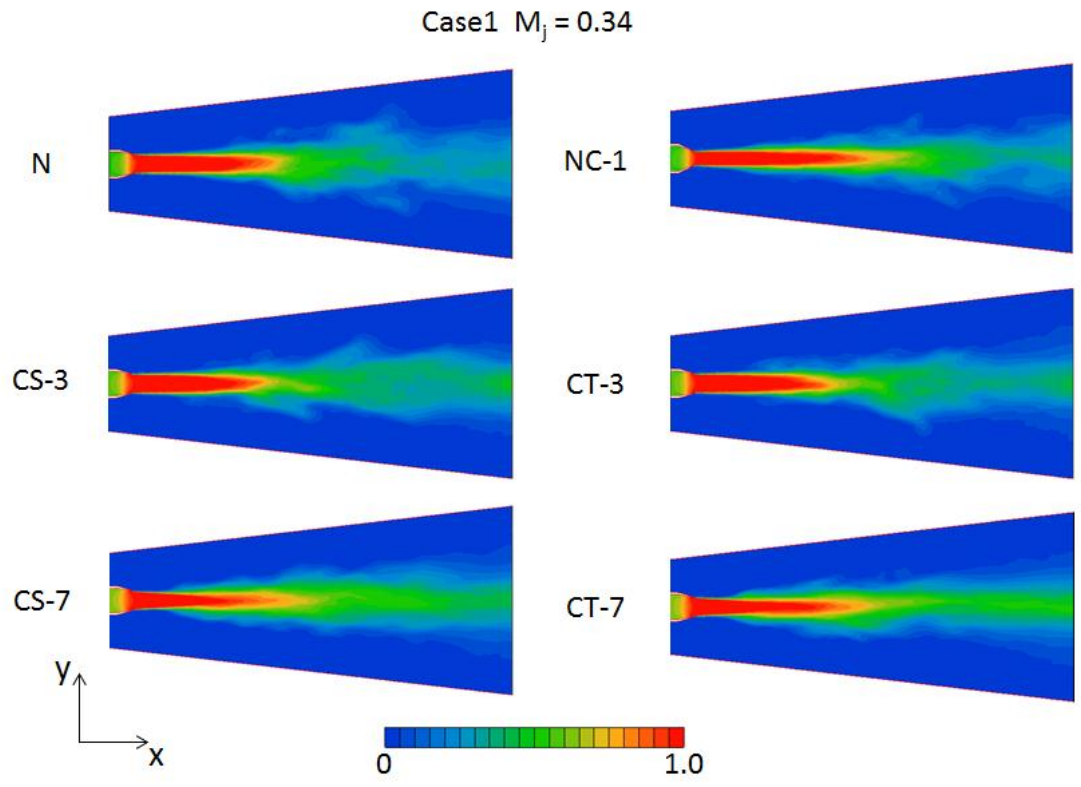 Case1 Mj = 0.34
N
NC-1
CS-3
CT-3
CS-7
CT-7
y
x
0
1.0